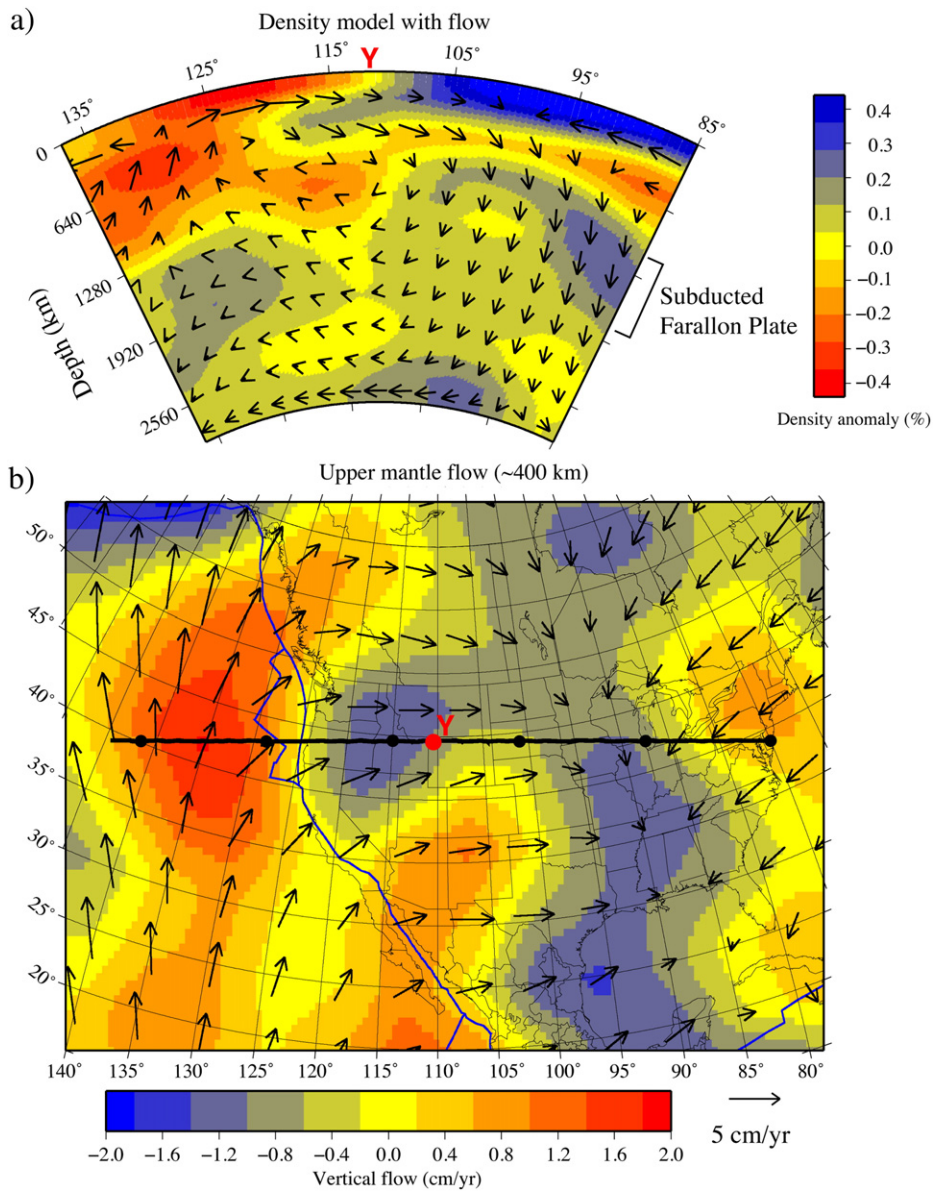 a)
Density model with flow
135°
125°
115°
Y
105°
95°
85°
0
640
1280
1920
2560
Depth (km)
Subducted
Farallon Plate
0.4
0.3
0.2
0.1
0.0
−0.1
−0.2
−0.3
−0.4
Density anomaly (%)
b)
Upper mantle flow (~400 km)
50°
45°
40°
35°
30°
25°
20°
Y
140° 135° 130° 125° 120° 115° 110° 105° 100° 95° 90° 85° 80°
−2.0 −1.6 −1.2 −0.8 −0.4 0.0 0.4 0.8 1.2 1.6 2.0
Vertical flow (cm/yr)
5 cm/yr